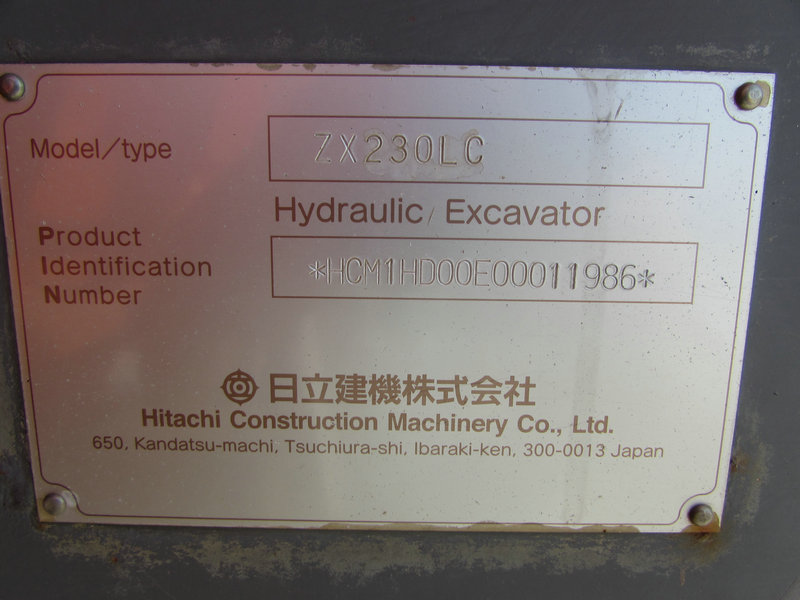 Model/type ZX230LC
Hydraulic Excavator
Product
Identification
Number
*HCM1HD00E00011986*
日立建機株式会社
Hitachi Construction Machinery Co., Ltd.
650, Kandatsu-machi, Tsuchiura-shi, Ibaraki-ken, 300-0013 Japan